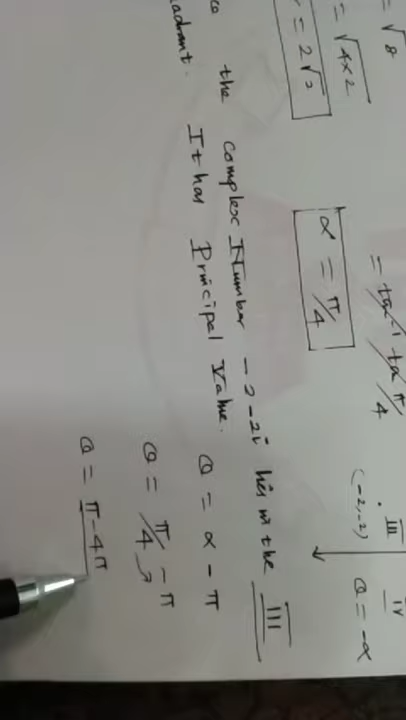 = √8
= √4×2
= 2√2
= tan⁻¹ tan π/4
α = π/4
III IV
(-2,-2) θ = -α
the Complex Number -2-2i lies in the III
It has Principal Value.
θ = α - π
θ = π/4 - π
θ = π-4π